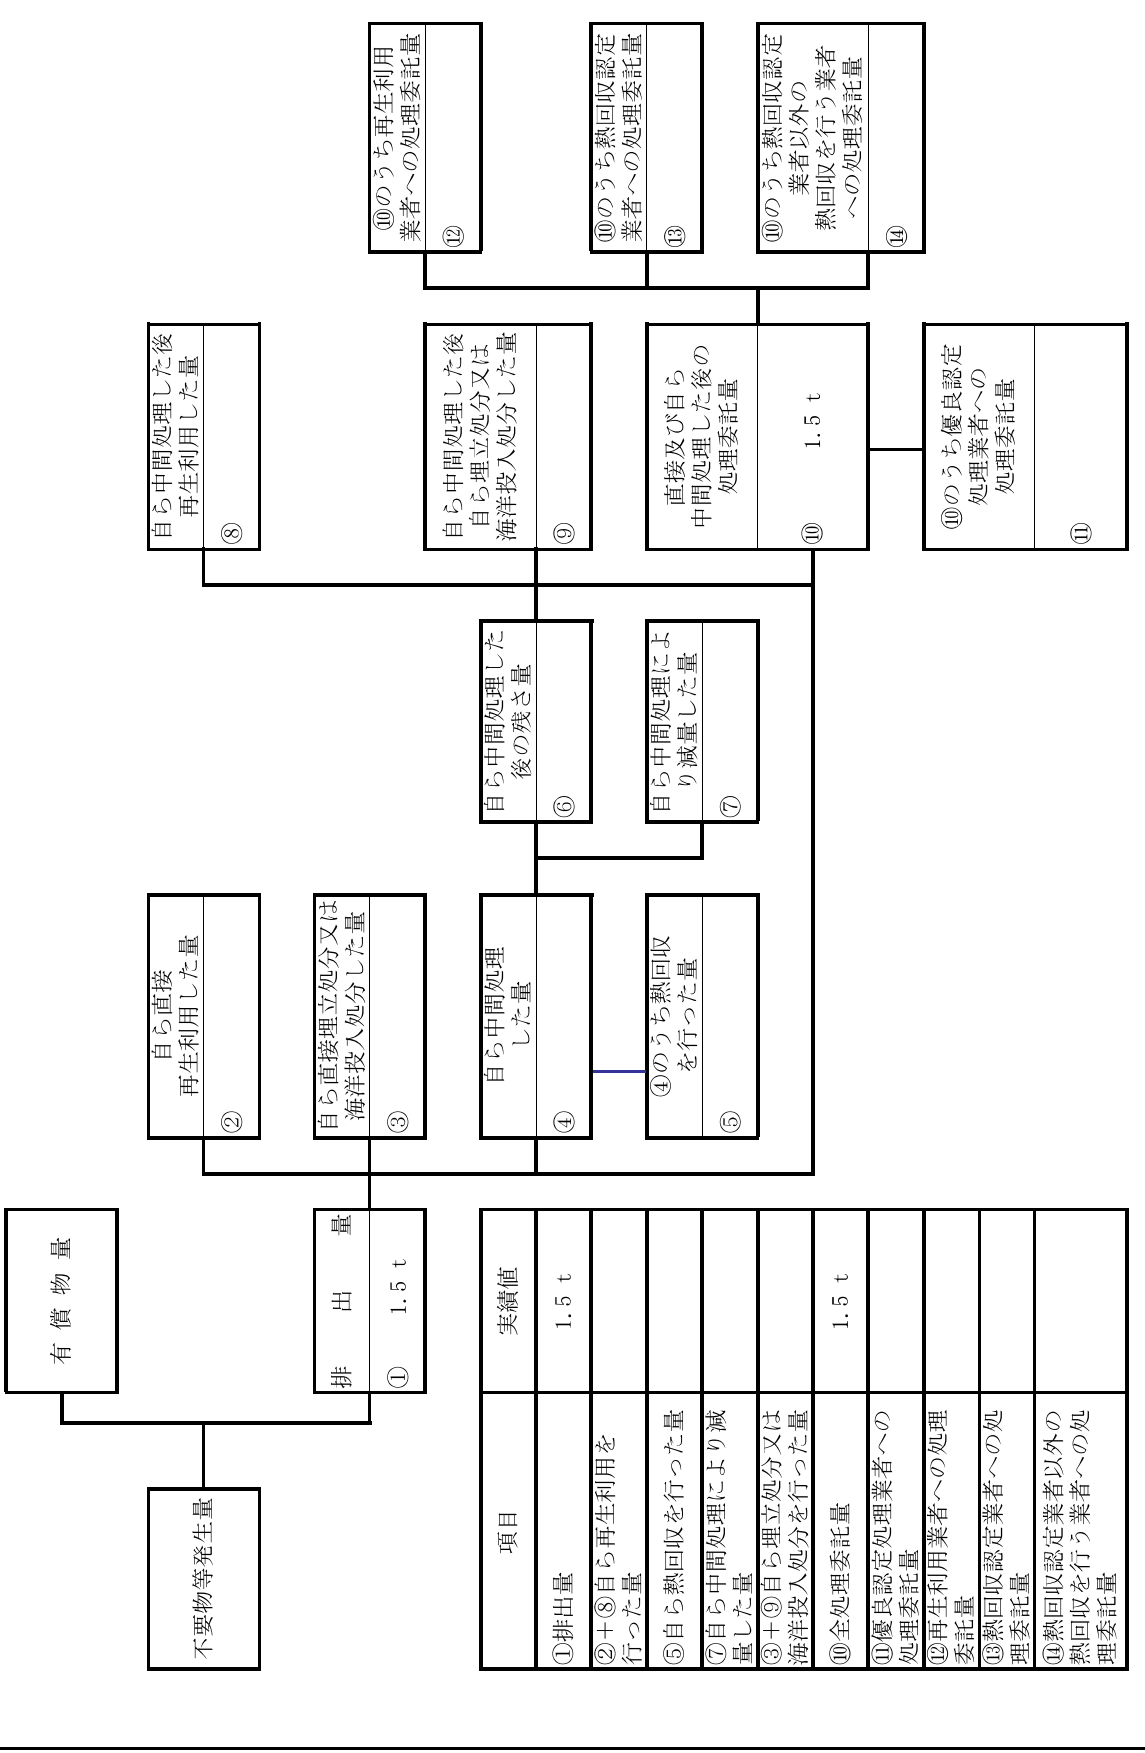 有償物量
不要物等発生量
排出量
① 1.5 t
自ら直接
再生利用した量
②
自ら直接埋立処分又は
海洋投入処分した量
③
自ら中間処理
した量
④
④のうち熱回収
を行った量
⑤
自ら中間処理した
後の残さ量
⑥
自ら中間処理によ
り減量した量
⑦
自ら中間処理した後
再生利用した量
⑧
自ら中間処理した後
自ら埋立処分又は
海洋投入処分した量
⑨
直接及び自ら
中間処理した後の
処理委託量
⑩ 1.5 t
⑩のうち優良認定
処理業者への
処理委託量
⑪
⑩のうち再生利用
業者への処理委託量
⑫
⑩のうち熱回収認定
業者への処理委託量
⑬
⑩のうち熱回収認定
業者以外の
熱回収を行う業者
への処理委託量
⑭
項目 実績値
①排出量 1.5 t
②+⑧自ら再生利用を
行った量
⑤自ら熱回収を行った量
⑦自ら中間処理により減
量した量
③+⑨自ら埋立処分又は
海洋投入処分を行った量
⑩全処理委託量 1.5 t
⑪優良認定処理業者への
処理委託量
⑫再生利用業者への処理
委託量
⑬熱回収認定業者への処
理委託量
⑭熱回収認定業者以外の
熱回収を行う業者への処
理委託量